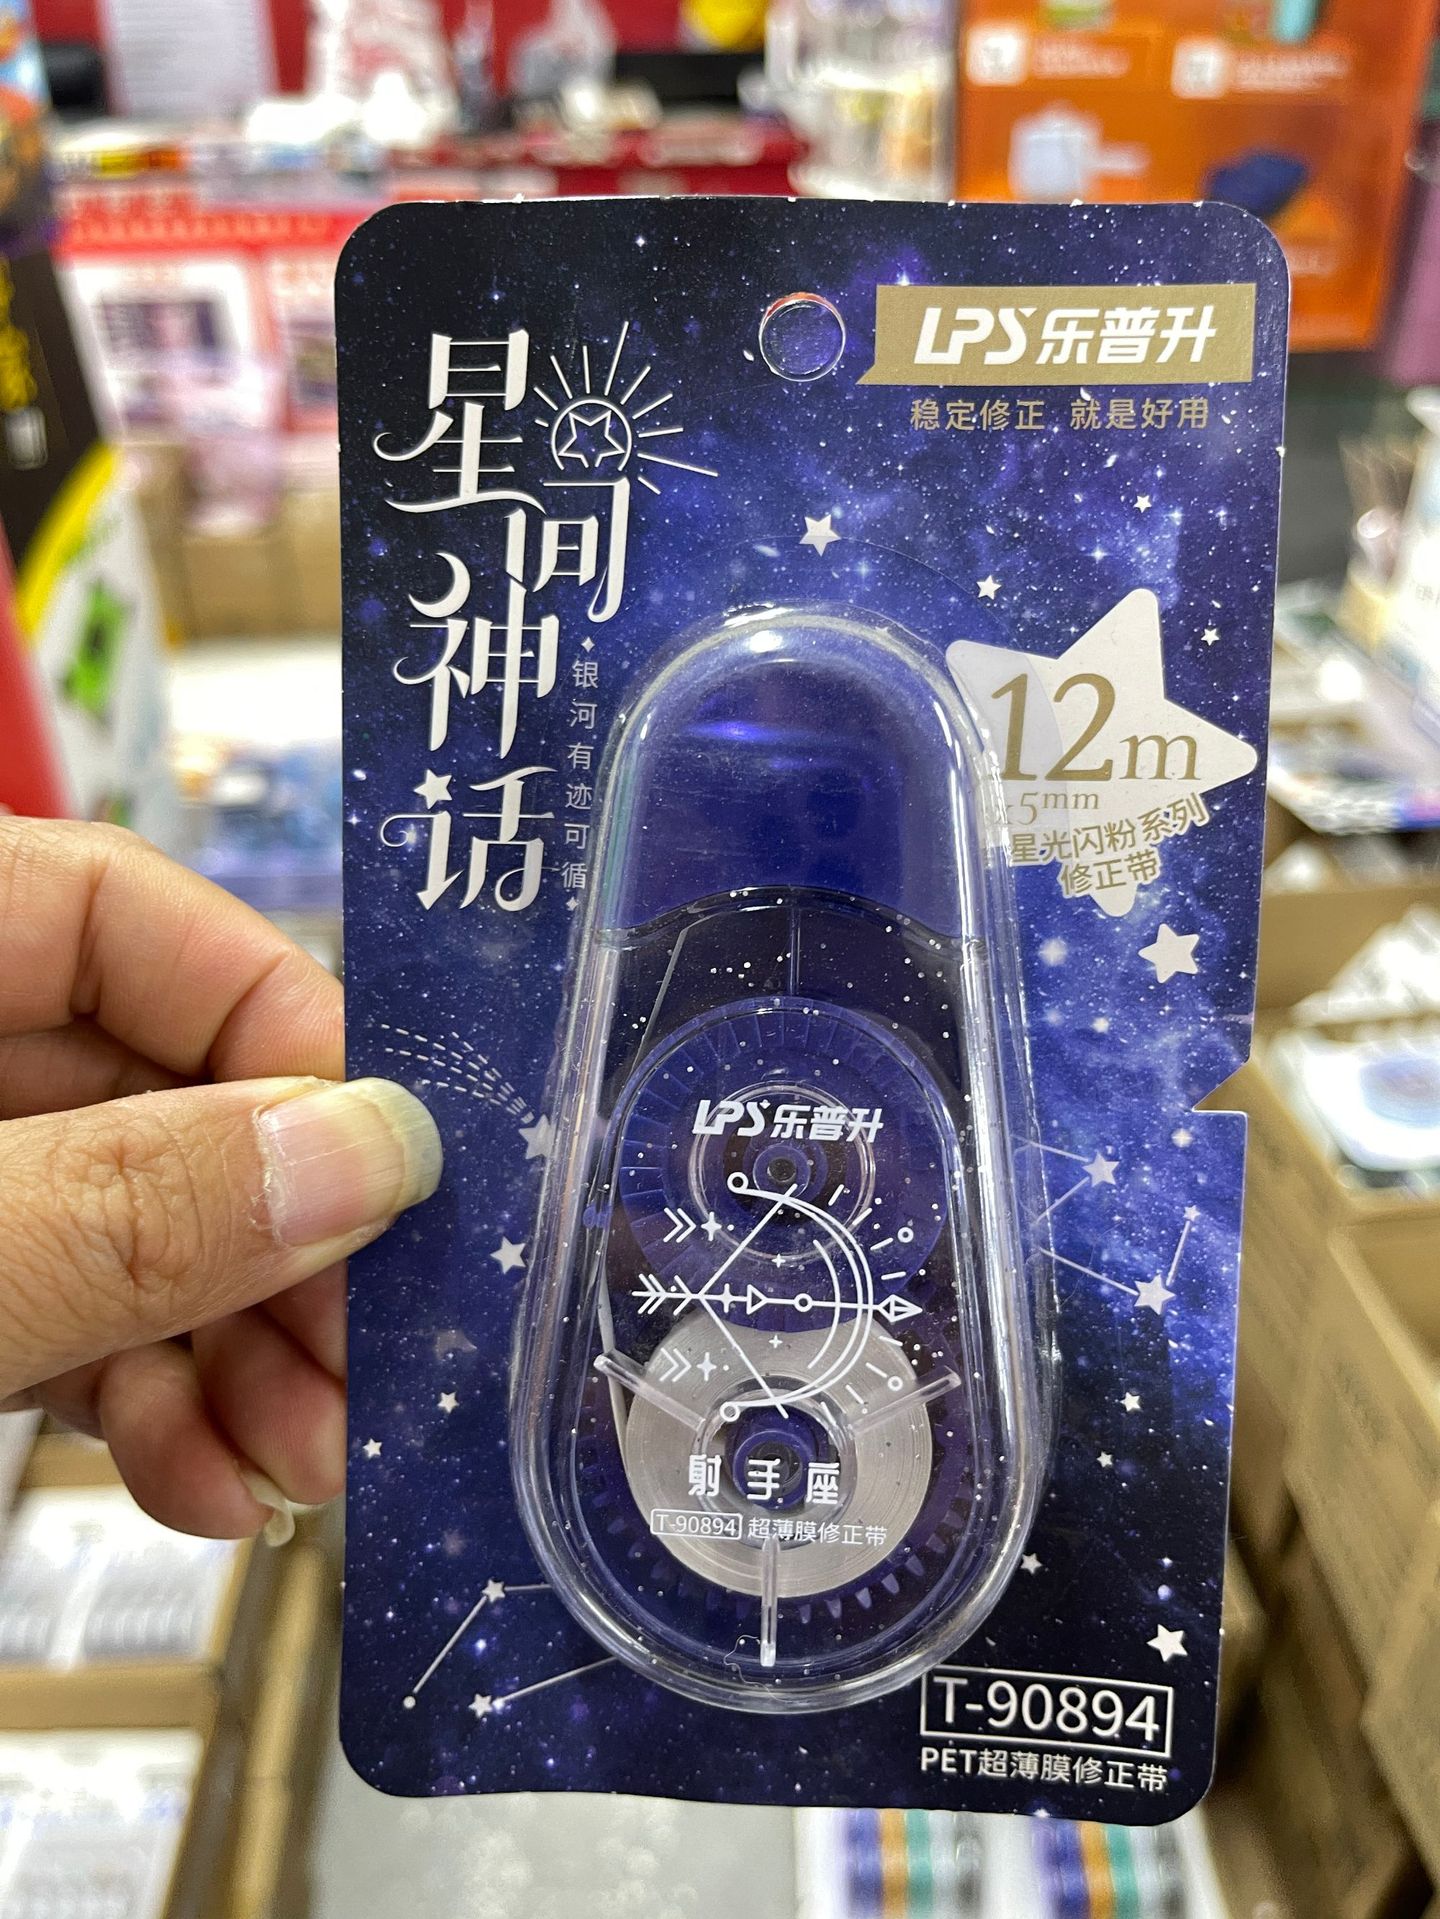 LPS乐普升
稳定修正 就是好用
星间神话
银河有迹可循
12m
x5mm
星光闪粉系列
修正带
LPS乐普升
射手座
T-90894 超薄膜修正带
T-90894
PET超薄膜修正带